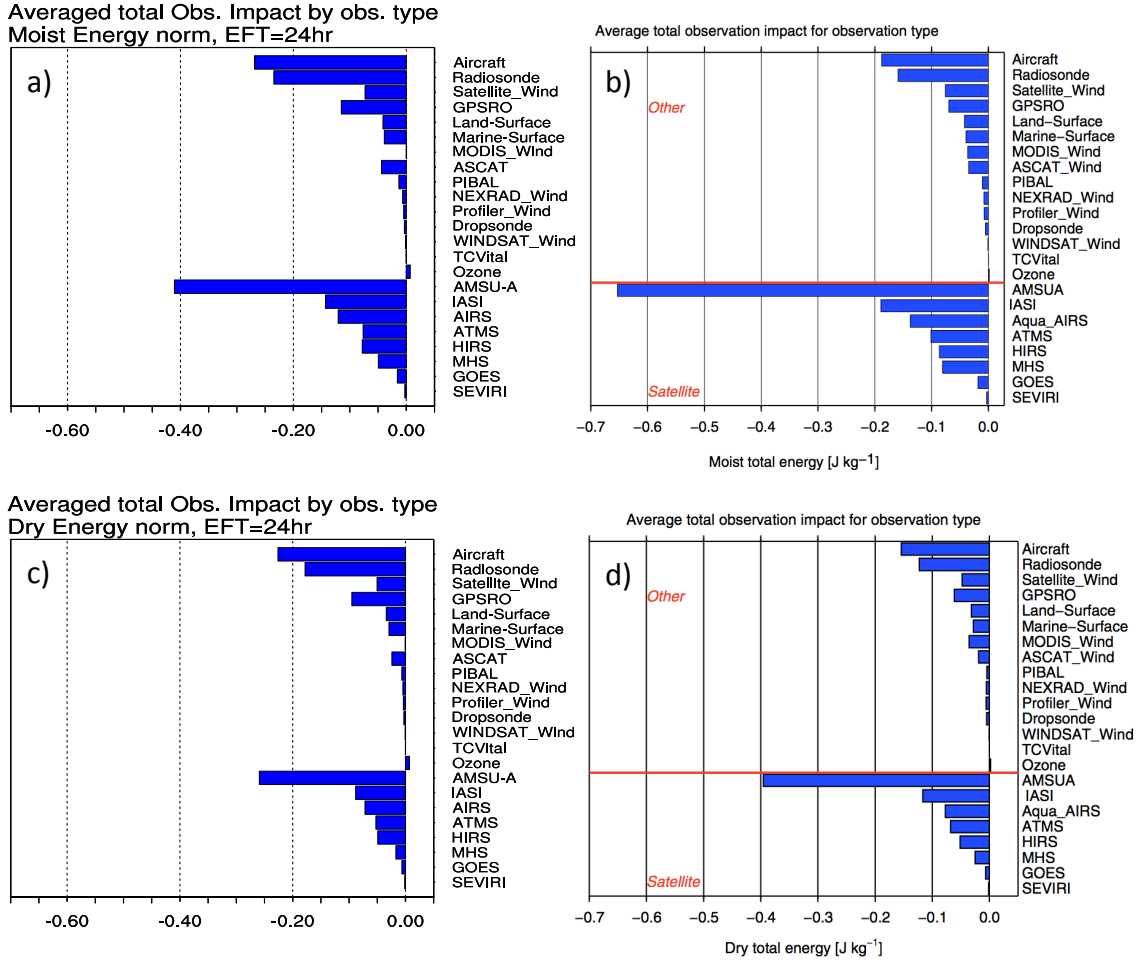 Averaged total Obs. Impact by obs. type
Moist Energy norm, EFT=24hr
a)
Aircraft
Radiosonde
Satellite_Wind
GPSRO
Land-Surface
Marine-Surface
MODIS_Wind
ASCAT
PIBAL
NEXRAD_Wind
Profiler_Wind
Dropsonde
WINDSAT_Wind
TCVital
Ozone
AMSU-A
IASI
AIRS
ATMS
HIRS
MHS
GOES
SEVIRI
-0.60 -0.40 -0.20 0.00
Average total observation impact for observation type
b)
Other
Aircraft
Radiosonde
Satellite_Wind
GPSRO
Land−Surface
Marine−Surface
MODIS_Wind
ASCAT_Wind
PIBAL
NEXRAD_Wind
Profiler_Wind
Dropsonde
WINDSAT_Wind
TCVital
Ozone
AMSUA
IASI
Aqua_AIRS
ATMS
HIRS
MHS
GOES
SEVIRI
Satellite
−0.7 −0.6 −0.5 −0.4 −0.3 −0.2 −0.1 0.0
Moist total energy [J kg⁻¹]
Averaged total Obs. Impact by obs. type
Dry Energy norm, EFT=24hr
c)
Aircraft
Radiosonde
Satellite_Wind
GPSRO
Land-Surface
Marine-Surface
MODIS_Wind
ASCAT
PIBAL
NEXRAD_Wind
Profiler_Wind
Dropsonde
WINDSAT_Wind
TCVital
Ozone
AMSU-A
IASI
AIRS
ATMS
HIRS
MHS
GOES
SEVIRI
-0.60 -0.40 -0.20 0.00
Average total observation impact for observation type
d)
Other
Aircraft
Radiosonde
Satellite_Wind
GPSRO
Land−Surface
Marine−Surface
MODIS_Wind
ASCAT_Wind
PIBAL
NEXRAD_Wind
Profiler_Wind
Dropsonde
WINDSAT_Wind
TCVital
Ozone
AMSUA
IASI
Aqua_AIRS
ATMS
HIRS
MHS
GOES
SEVIRI
Satellite
−0.7 −0.6 −0.5 −0.4 −0.3 −0.2 −0.1 0.0
Dry total energy [J kg⁻¹]